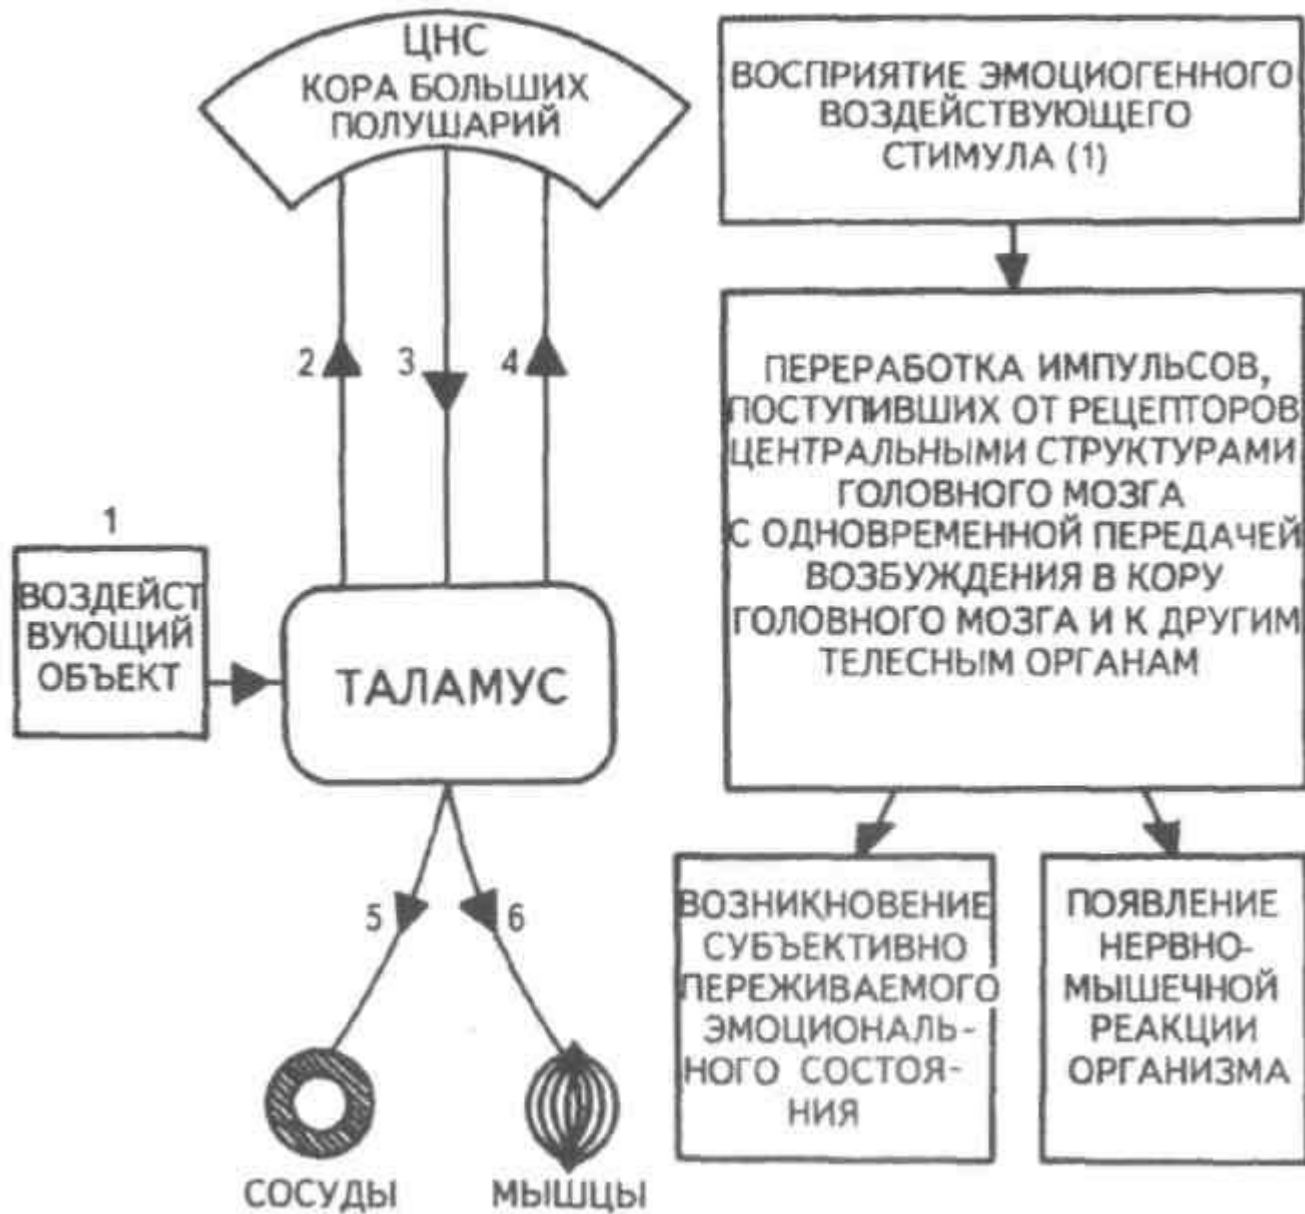 ЦНС
КОРА БОЛЬШИХ
ПОЛУШАРИЙ
2
3
4
1
ВОЗДЕЙСТ
ВУЮЩИЙ
ОБЪЕКТ
ТАЛАМУС
5
6
СОСУДЫ
МЫШЦЫ
ВОСПРИЯТИЕ ЭМОЦИОГЕННОГО
ВОЗДЕЙСТВУЮЩЕГО
СТИМУЛА (1)
ПЕРЕРАБОТКА ИМПУЛЬСОВ,
ПОСТУПИВШИХ ОТ РЕЦЕПТОРОВ
ЦЕНТРАЛЬНЫМИ СТРУКТУРАМИ
ГОЛОВНОГО МОЗГА
С ОДНОВРЕМЕННОЙ ПЕРЕДАЧЕЙ
ВОЗБУЖДЕНИЯ В КОРУ
ГОЛОВНОГО МОЗГА И К ДРУГИМ
ТЕЛЕСНЫМ ОРГАНАМ
ВОЗНИКНОВЕНИЕ
СУБЪЕКТИВНО
ПЕРЕЖИВАЕМОГО
ЭМОЦИОНАЛЬ-
НОГО СОСТОЯ-
НИЯ
ПОЯВЛЕНИЕ
НЕРВНО-
МЫШЕЧНОЙ
РЕАКЦИИ
ОРГАНИЗМА